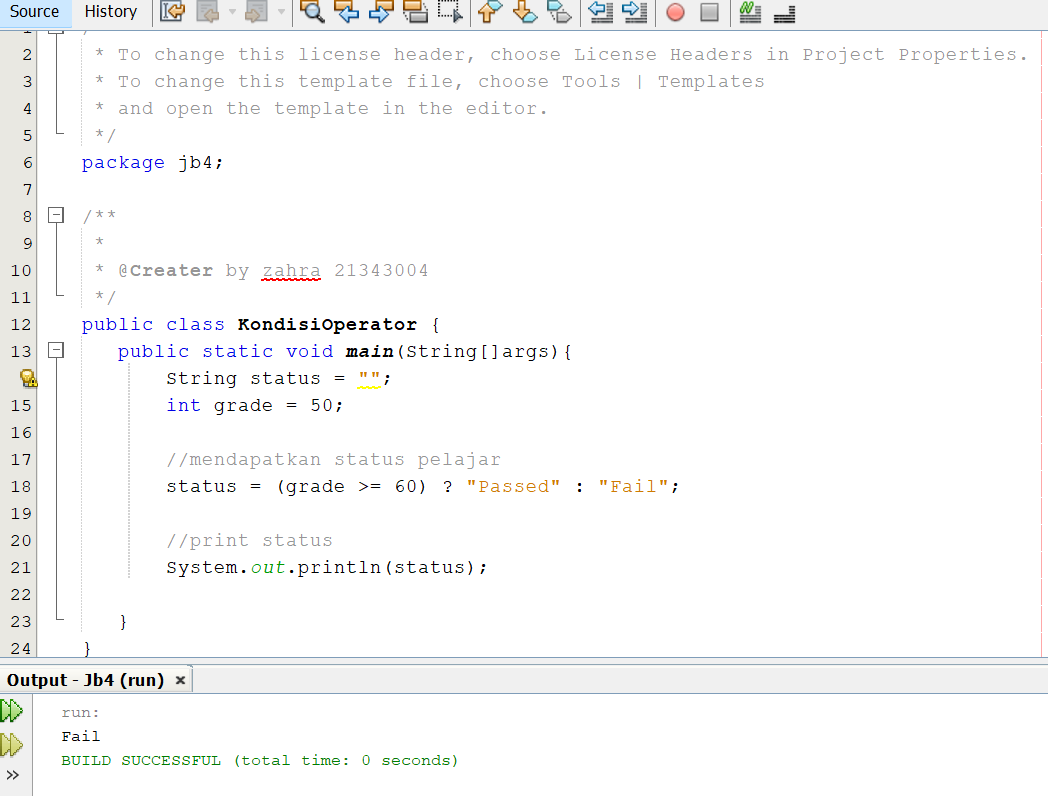 Source History
2 * To change this license header, choose License Headers in Project Properties.
3 * To change this template file, choose Tools | Templates
4 * and open the template in the editor.
5 */
6 package jb4;
7
8 /**
9 *
10 * @Creater by zahra 21343004
11 */
12 public class KondisiOperator {
13 public static void main(String[]args){
String status = "";
15 int grade = 50;
16
17 //mendapatkan status pelajar
18 status = (grade >= 60) ? "Passed" : "Fail";
19
20 //print status
21 System.out.println(status);
22
23 }
24 }
Output - Jb4 (run) ×
run:
Fail
BUILD SUCCESSFUL (total time: 0 seconds)